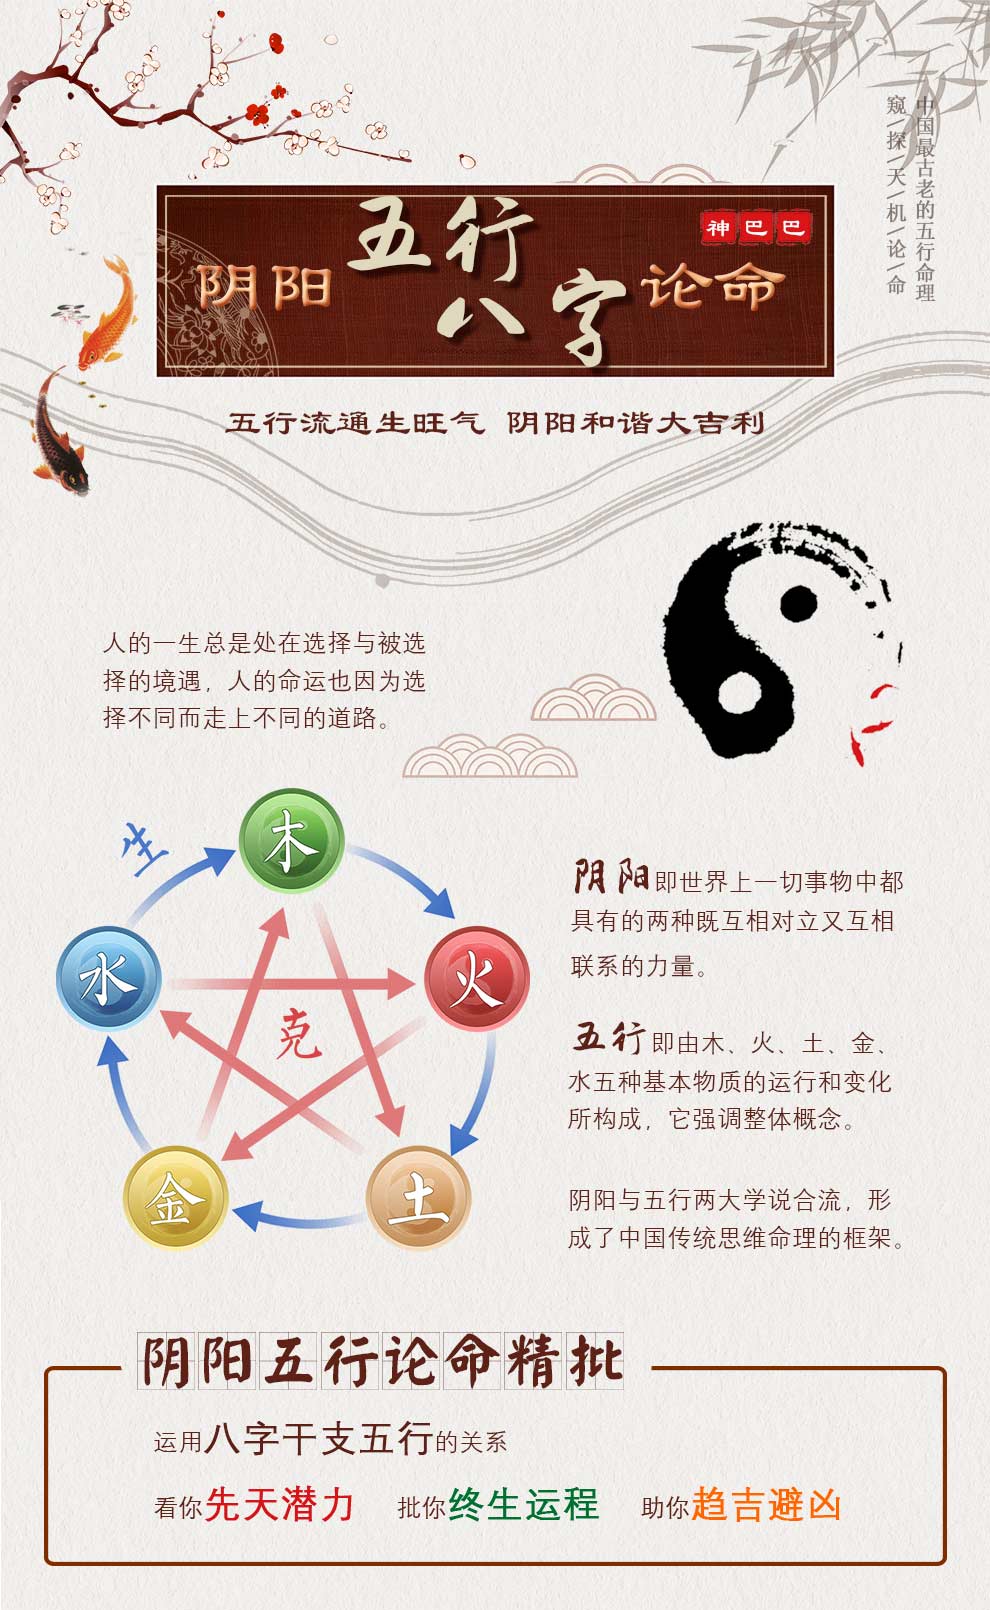 中国最古老的五行命理
窥\探\天\机\论\命
神巴巴
阴阳五行八字论命
五行流通生旺气 阴阳和谐大吉利
人的一生总是处在选择与被选
择的境遇，人的命运也因为选
择不同而走上不同的道路。
生
木
水
火
克
金
土
阴阳即世界上一切事物中都
具有的两种既互相对立又互相
联系的力量。
五行即由木、火、土、金、
水五种基本物质的运行和变化
所构成，它强调整体概念。
阴阳与五行两大学说合流，形
成了中国传统思维命理的框架。
阴阳五行论命精批
运用八字干支五行的关系
看你先天潜力 批你终生运程 助你趋吉避凶